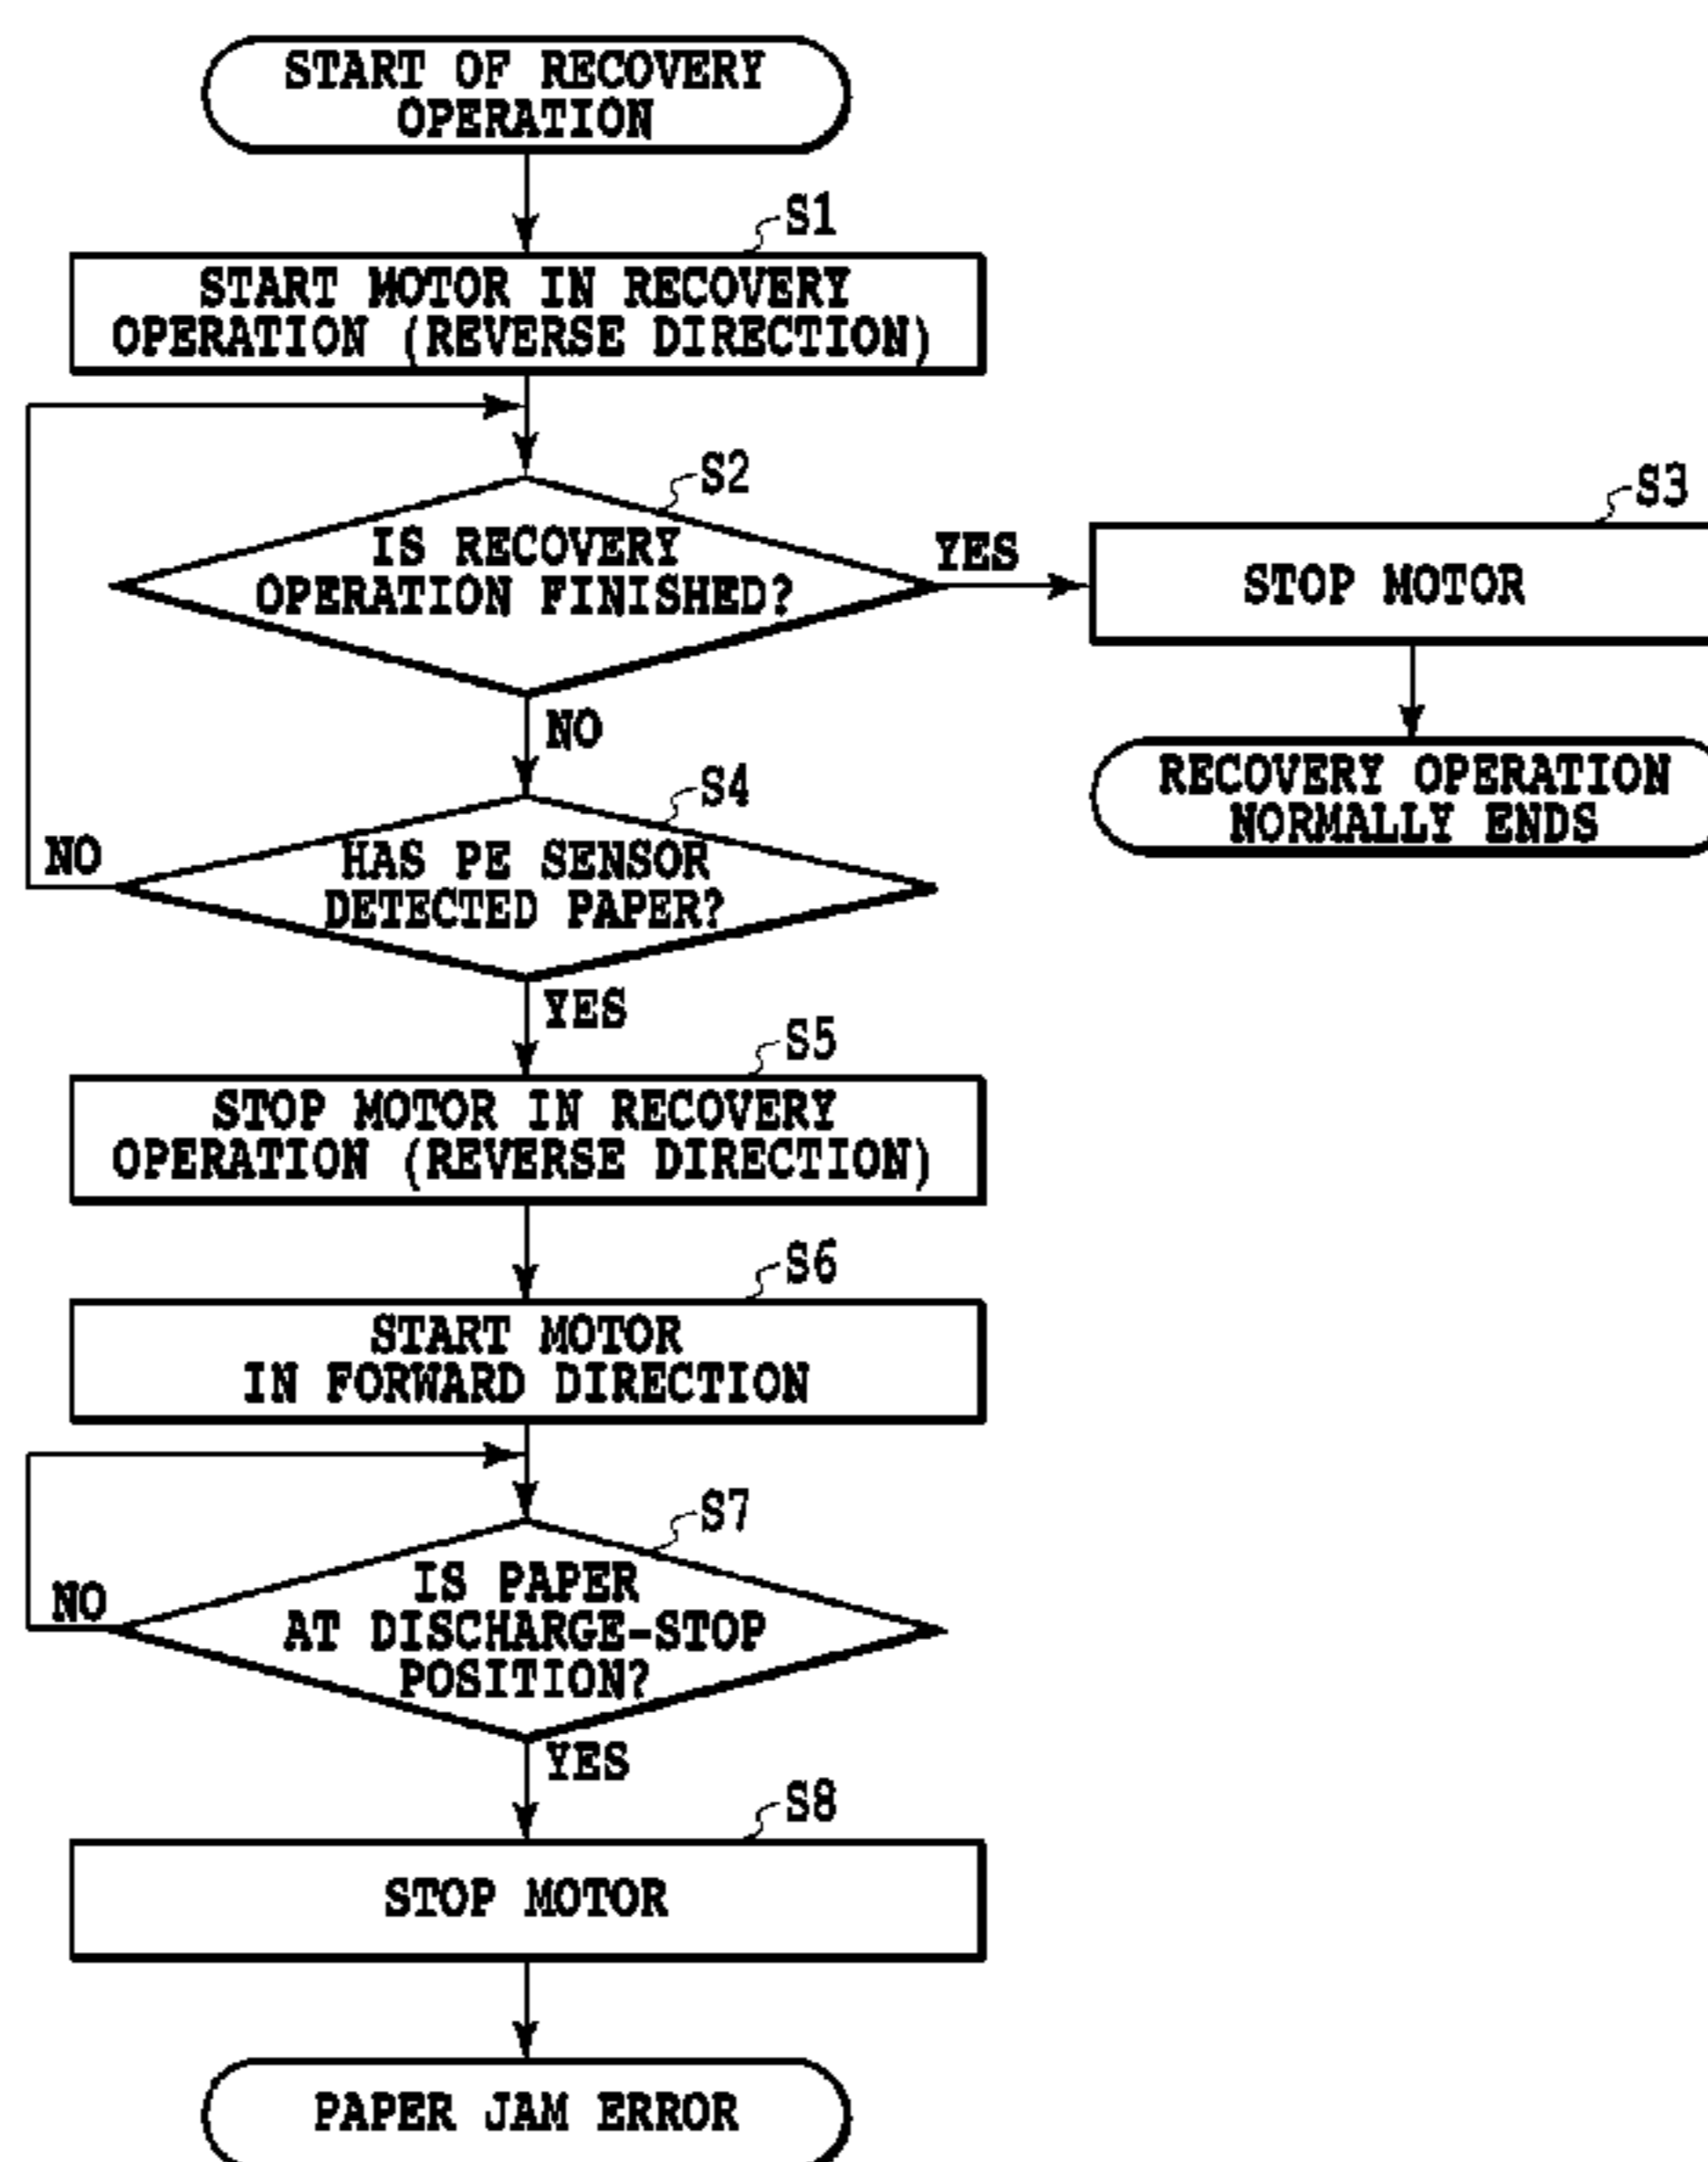 START OF RECOVERY
OPERATION
S1
START MOTOR IN RECOVERY
OPERATION (REVERSE DIRECTION)
S2
IS RECOVERY
OPERATION FINISHED?
YES
S3
STOP MOTOR
RECOVERY OPERATION
NORMALLY ENDS
NO
S4
HAS PE SENSOR
DETECTED PAPER?
NO
YES
S5
STOP MOTOR IN RECOVERY
OPERATION (REVERSE DIRECTION)
S6
START MOTOR
IN FORWARD DIRECTION
S7
IS PAPER
AT DISCHARGE-STOP
POSITION?
NO
YES
S8
STOP MOTOR
PAPER JAM ERROR